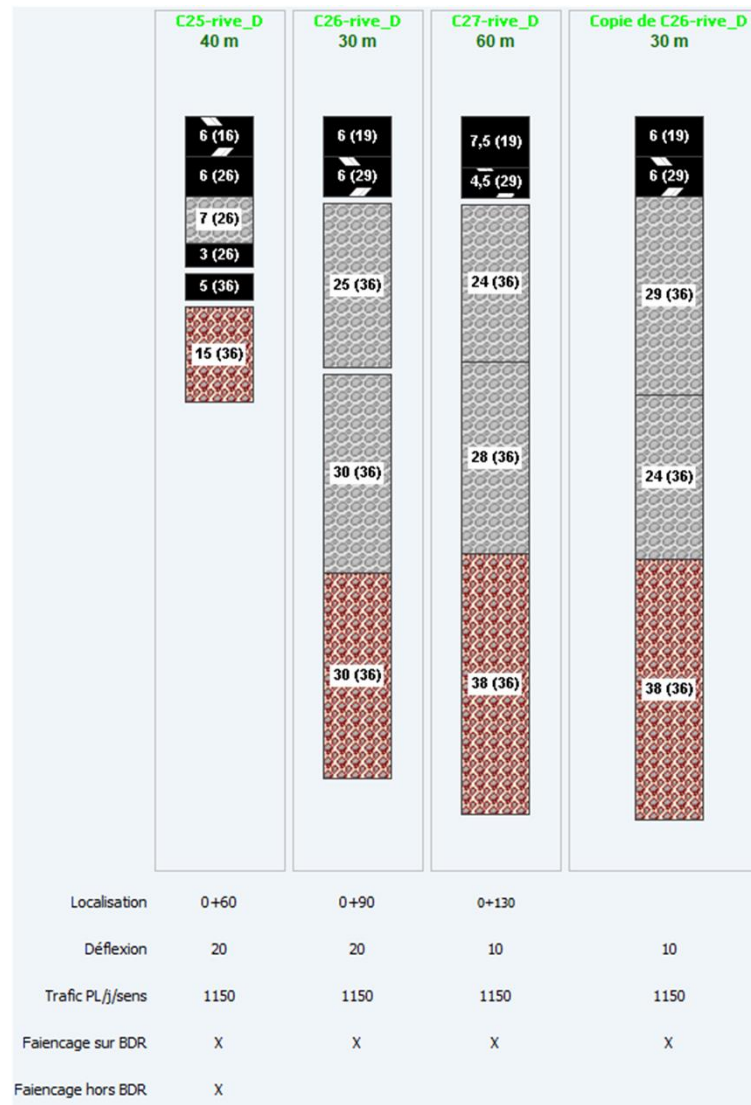 C25-rive_D C26-rive_D C27-rive_D Copie de C26-rive_D
40 m 30 m 60 m 30 m
6 (16) 6 (19) 7,5 (19) 6 (19)
6 (26) 6 (29) 4,5 (29) 6 (29)
7 (26)
3 (26)
5 (36) 25 (36) 24 (36) 29 (36)
15 (36)
30 (36) 28 (36) 24 (36)
30 (36) 38 (36) 38 (36)
Localisation 0+60 0+90 0+130
Déflexion 20 20 10 10
Trafic PL/j/sens 1150 1150 1150 1150
Faiencage sur BDR X X X X
Faiencage hors BDR X